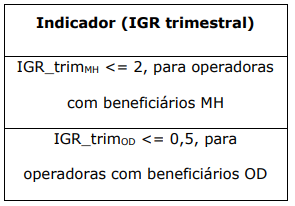 Indicador (IGR trimestral)
IGR_trimMH <= 2, para operadoras
com beneficiários MH
IGR_trimOD <= 0,5, para
operadoras com beneficiários OD